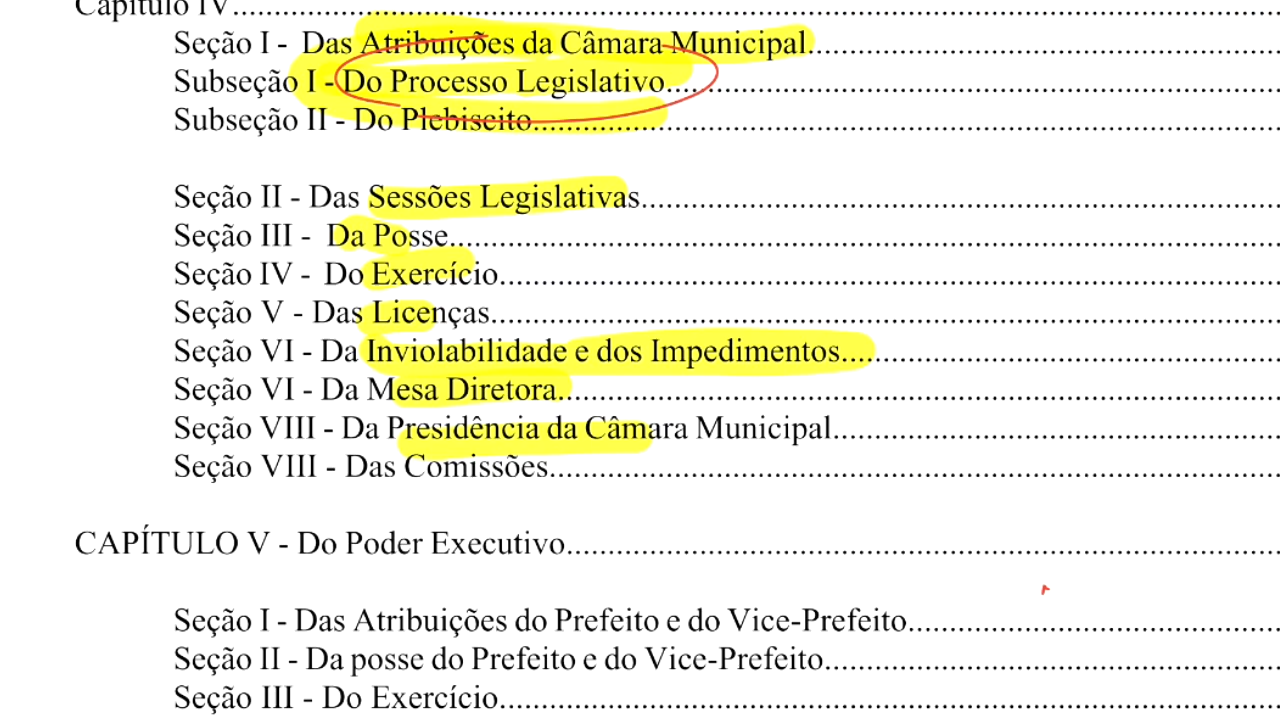 Capítulo IV....................................................................................................
Seção I - Das Atribuições da Câmara Municipal.........................................................
Subseção I - Do Processo Legislativo..........................................................................
Subseção II - Do Plebiscito..........................................................................................
Seção II - Das Sessões Legislativas.............................................................................
Seção III - Da Posse....................................................................................................
Seção IV - Do Exercício..............................................................................................
Seção V - Das Licenças...............................................................................................
Seção VI - Da Inviolabilidade e dos Impedimentos.....................................................
Seção VI - Da Mesa Diretora.......................................................................................
Seção VIII - Da Presidência da Câmara Municipal......................................................
Seção VIII - Das Comissões........................................................................................
CAPÍTULO V - Do Poder Executivo......................................................................................
Seção I - Das Atribuições do Prefeito e do Vice-Prefeito.............................................
Seção II - Da posse do Prefeito e do Vice-Prefeito.......................................................
Seção III - Do Exercício..............................................................................................